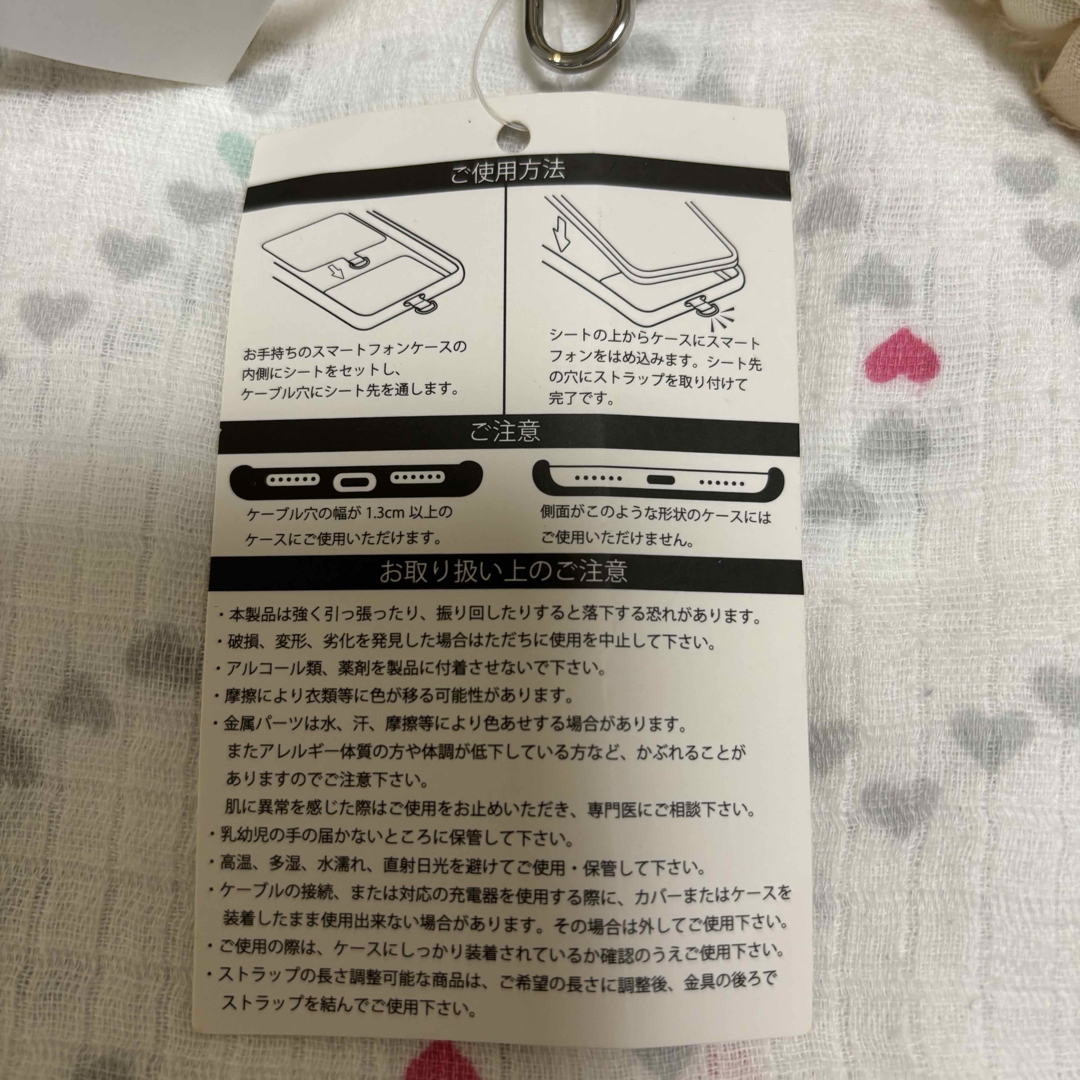 ご使用方法
お手持ちのスマートフォンケースの
内側にシートをセットし、
ケーブル穴にシート先を通します。
シートの上からケースにスマート
フォンをはめ込みます。シート先
の穴にストラップを取り付けて
完了です。
ご注意
ケーブル穴の幅が 1.3cm 以上の
ケースにご使用いただけます。
側面がこのような形状のケースには
ご使用いただけません。
お取り扱い上のご注意
・本製品は強く引っ張ったり、振り回したりすると落下する恐れがあります。
・破損、変形、劣化を発見した場合はただちに使用を中止して下さい。
・アルコール類、薬剤を製品に付着させないで下さい。
・摩擦により衣類等に色が移る可能性があります。
・金属パーツは水、汗、摩擦等により色あせする場合があります。
またアレルギー体質の方や体調が低下している方など、かぶれることが
ありますのでご注意下さい。
肌に異常を感じた際はご使用をお止めいただき、専門医にご相談下さい。
・乳幼児の手の届かないところに保管して下さい。
・高温、多湿、水濡れ、直射日光を避けてご使用・保管して下さい。
・ケーブルの接続、または対応の充電器を使用する際に、カバーまたはケースを
装着したまま使用出来ない場合があります。その場合は外してご使用下さい。
・ご使用の際は、ケースにしっかり装着されているか確認のうえご使用下さい。
・ストラップの長さ調整可能な商品は、ご希望の長さに調整後、金具の後ろで
ストラップを結んでご使用下さい。